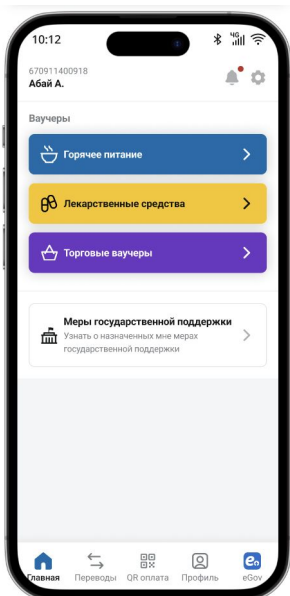 10:12
4G
670911400918
Абай А.
Ваучеры
Горячее питание
Лекарственные средства
Торговые ваучеры
Меры государственной поддержки
Узнать о назначенных мне мерах
государственной поддержки
Главная Переводы QR оплата Профиль eGov